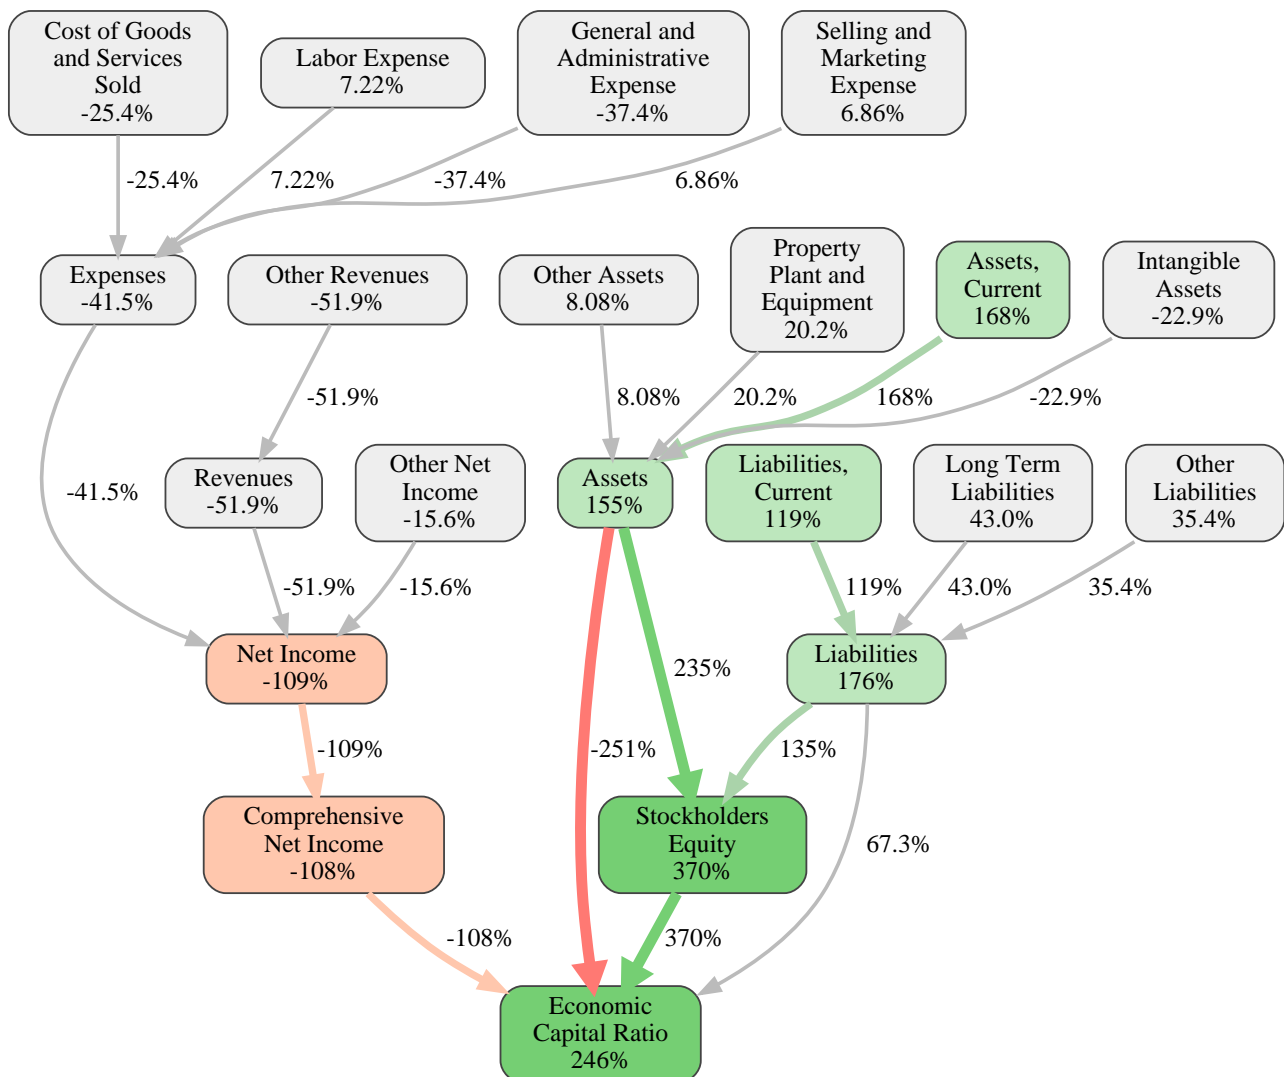 Cost of Goods
and Services
Sold
-25.4%
Labor Expense
7.22%
General and
Administrative
Expense
-37.4%
Selling and
Marketing
Expense
6.86%
-25.4%
7.22%
-37.4%
6.86%
Expenses
-41.5%
Other Revenues
-51.9%
Other Assets
8.08%
Property
Plant and
Equipment
20.2%
Assets,
Current
168%
Intangible
Assets
-22.9%
-51.9%
8.08%
20.2%
168%
-22.9%
-41.5%
Revenues
-51.9%
Other Net
Income
-15.6%
Assets
155%
Liabilities,
Current
119%
Long Term
Liabilities
43.0%
Other
Liabilities
35.4%
-51.9%
-15.6%
119%
43.0%
35.4%
Net Income
-109%
235%
Liabilities
176%
-109%
-251%
135%
Comprehensive
Net Income
-108%
Stockholders
Equity
370%
67.3%
-108%
370%
Economic
Capital Ratio
246%